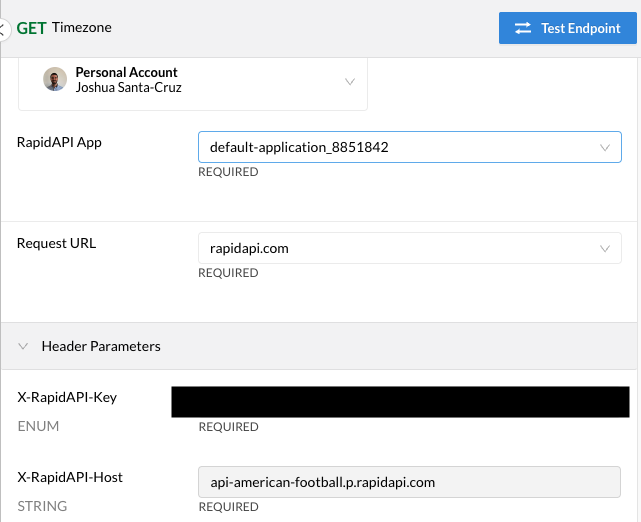 GET Timezone
Test Endpoint
Personal Account
Joshua Santa-Cruz
RapidAPI App
default-application_8851842
REQUIRED
Request URL
rapidapi.com
REQUIRED
Header Parameters
X-RapidAPI-Key
ENUM
REQUIRED
X-RapidAPI-Host
api-american-football.p.rapidapi.com
STRING
REQUIRED